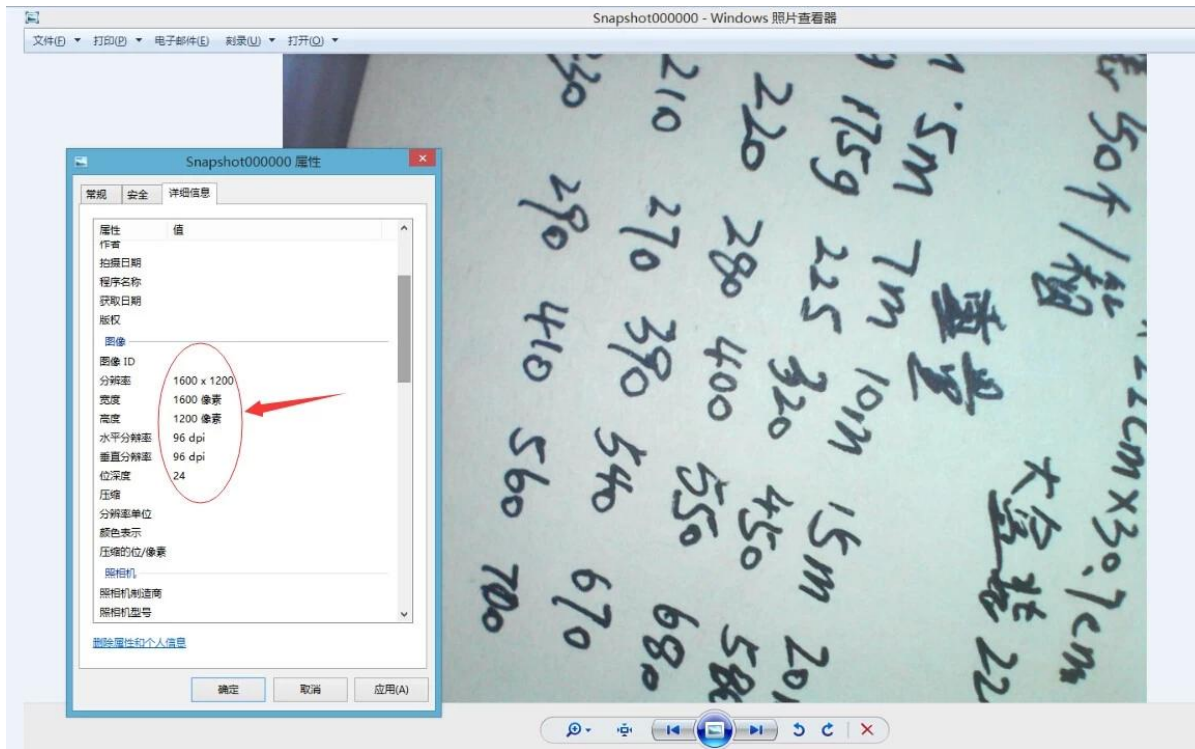 Snapshot000000 - Windows 照片查看器
文件(F) 打印(P) 电子邮件(E) 刻录(U) 打开(O)
Snapshot000000 属性
常规 安全 详细信息
属性 值
作者
拍摄日期
程序名称
获取日期
版权
图像
图像 ID
分辨率 1600 x 1200
宽度 1600 像素
高度 1200 像素
水平分辨率 96 dpi
垂直分辨率 96 dpi
位深度 24
压缩
分辨率单位
颜色表示
压缩的位/像素
照相机
照相机制造商
照相机型号
删除属性和个人信息
确定 取消 应用(A)
50个/箱
22cm×30.7cm
大盒装 22
重量
1.5m 7m 10m 15m 20
175g 225 320 450
220 280 400 550 680
210 270 390 540 670
230 290 410 560 700